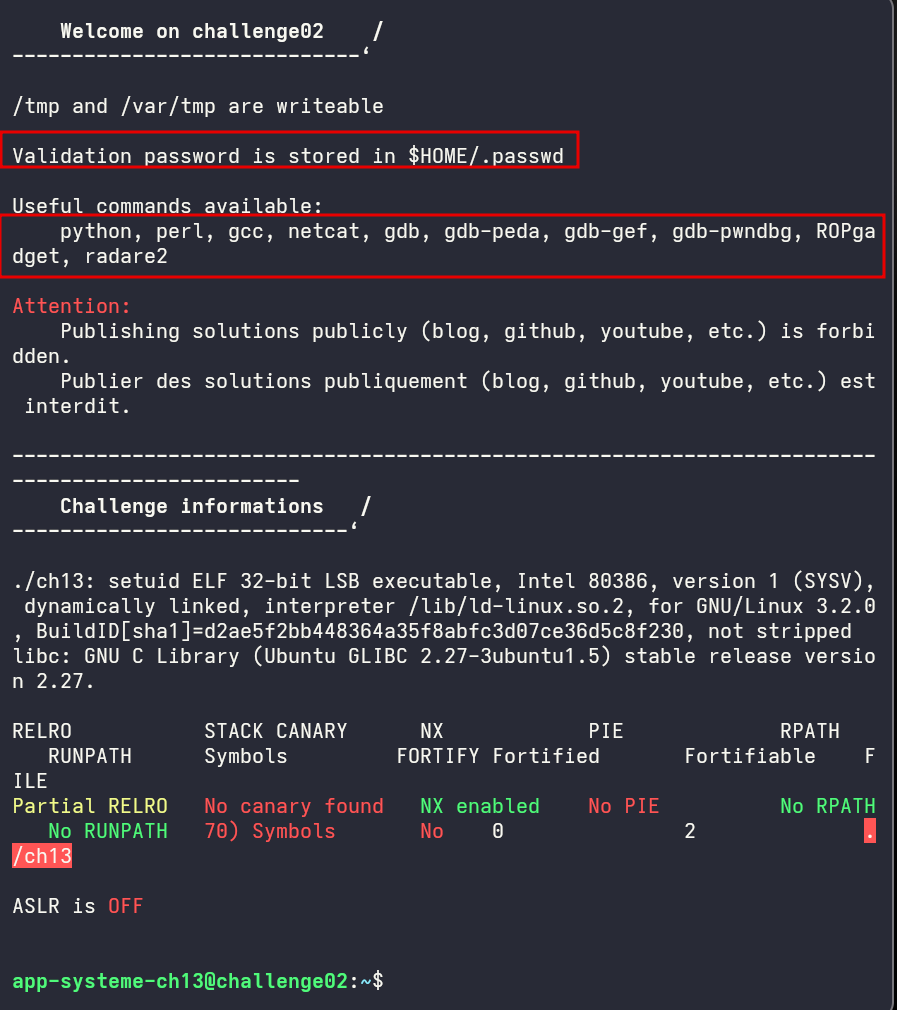 Welcome on challenge02    /
-----------------------------‘
/tmp and /var/tmp are writeable
Validation password is stored in $HOME/.passwd
Useful commands available:
    python, perl, gcc, netcat, gdb, gdb-peda, gdb-gef, gdb-pwndbg, ROPga
dget, radare2
Attention:
    Publishing solutions publicly (blog, github, youtube, etc.) is forbi
dden.
    Publier des solutions publiquement (blog, github, youtube, etc.) est
 interdit.
------------------------------------------------------------------------
------------------------
    Challenge informations   /
----------------------------‘
./ch13: setuid ELF 32-bit LSB executable, Intel 80386, version 1 (SYSV),
 dynamically linked, interpreter /lib/ld-linux.so.2, for GNU/Linux 3.2.0
, BuildID[sha1]=d2ae5f2bb448364a35f8abfc3d07ce36d5c8f230, not stripped
libc: GNU C Library (Ubuntu GLIBC 2.27-3ubuntu1.5) stable release versio
n 2.27.
RELRO           STACK CANARY      NX            PIE             RPATH
   RUNPATH      Symbols         FORTIFY Fortified       Fortifiable    F
ILE
Partial RELRO   No canary found   NX enabled    No PIE          No RPATH
   No RUNPATH   70) Symbols       No    0               2              .
/ch13
ASLR is OFF
app-systeme-ch13@challenge02:~$